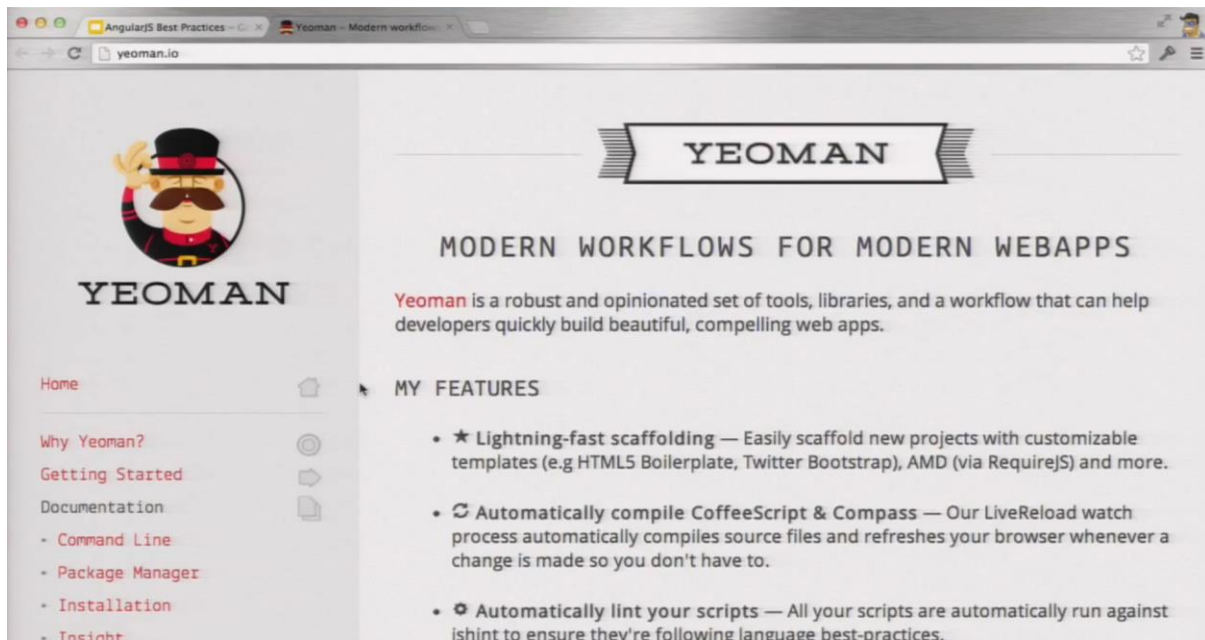 AngularJS Best Practices –
Yeoman – Modern workflow
yeoman.io
YEOMAN
YEOMAN
MODERN WORKFLOWS FOR MODERN WEBAPPS
Yeoman is a robust and opinionated set of tools, libraries, and a workflow that can help
developers quickly build beautiful, compelling web apps.
Home
MY FEATURES
Why Yeoman?
Getting Started
Documentation
- Command Line
- Package Manager
- Installation
- Insight
• ★ Lightning-fast scaffolding — Easily scaffold new projects with customizable
templates (e.g HTML5 Boilerplate, Twitter Bootstrap), AMD (via RequireJS) and more.
• Automatically compile CoffeeScript & Compass — Our LiveReload watch
process automatically compiles source files and refreshes your browser whenever a
change is made so you don't have to.
• Automatically lint your scripts — All your scripts are automatically run against
jshint to ensure they're following language best-practices.